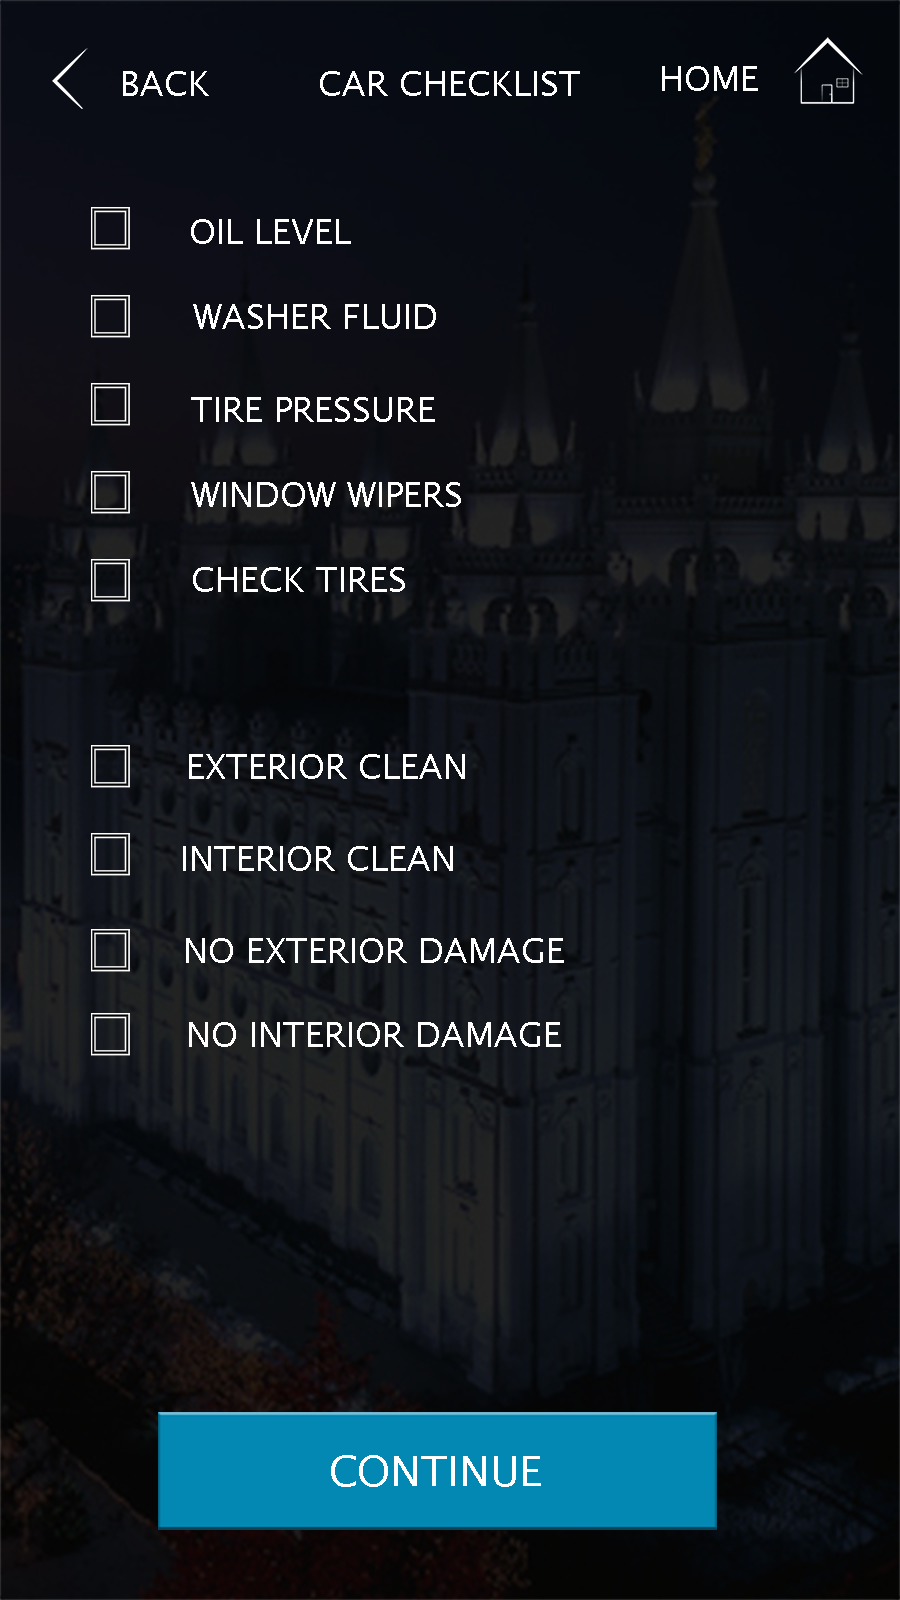 BACK CAR CHECKLIST HOME
OIL LEVEL
WASHER FLUID
TIRE PRESSURE
WINDOW WIPERS
CHECK TIRES
EXTERIOR CLEAN
INTERIOR CLEAN
NO EXTERIOR DAMAGE
NO INTERIOR DAMAGE
CONTINUE